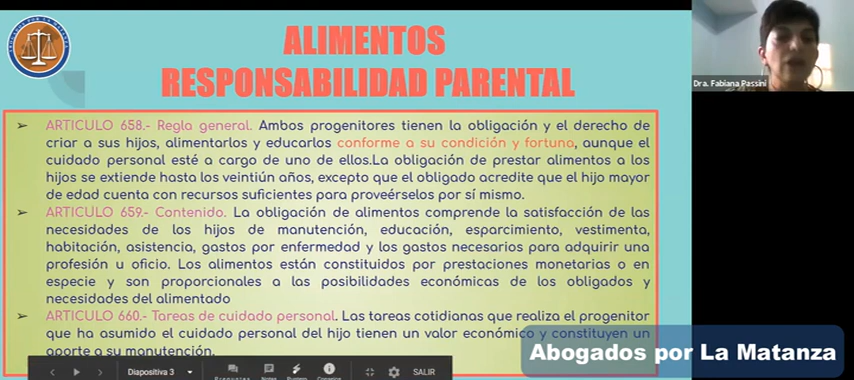 ALIMENTOS
RESPONSABILIDAD PARENTAL
Dra. Fabiana Passini
➢ ARTICULO 658.- Regla general. Ambos progenitores tienen la obligación y el derecho de
criar a sus hijos, alimentarlos y educarlos conforme a su condición y fortuna, aunque el
cuidado personal esté a cargo de uno de ellos.La obligación de prestar alimentos a los
hijos se extiende hasta los veintiún años, excepto que el obligado acredite que el hijo mayor
de edad cuenta con recursos suficientes para proveérselos por sí mismo.
➢ ARTICULO 659.- Contenido. La obligación de alimentos comprende la satisfacción de las
necesidades de los hijos de manutención, educación, esparcimiento, vestimenta,
habitación, asistencia, gastos por enfermedad y los gastos necesarios para adquirir una
profesión u oficio. Los alimentos están constituidos por prestaciones monetarias o en
especie y son proporcionales a las posibilidades económicas de los obligados y
necesidades del alimentado
➢ ARTICULO 660.- Tareas de cuidado personal. Las tareas cotidianas que realiza el progenitor
que ha asumido el cuidado personal del hijo tienen un valor económico y constituyen un
aporte a su manutención.
Abogados por La Matanza
Diapositiva 3
SALIR